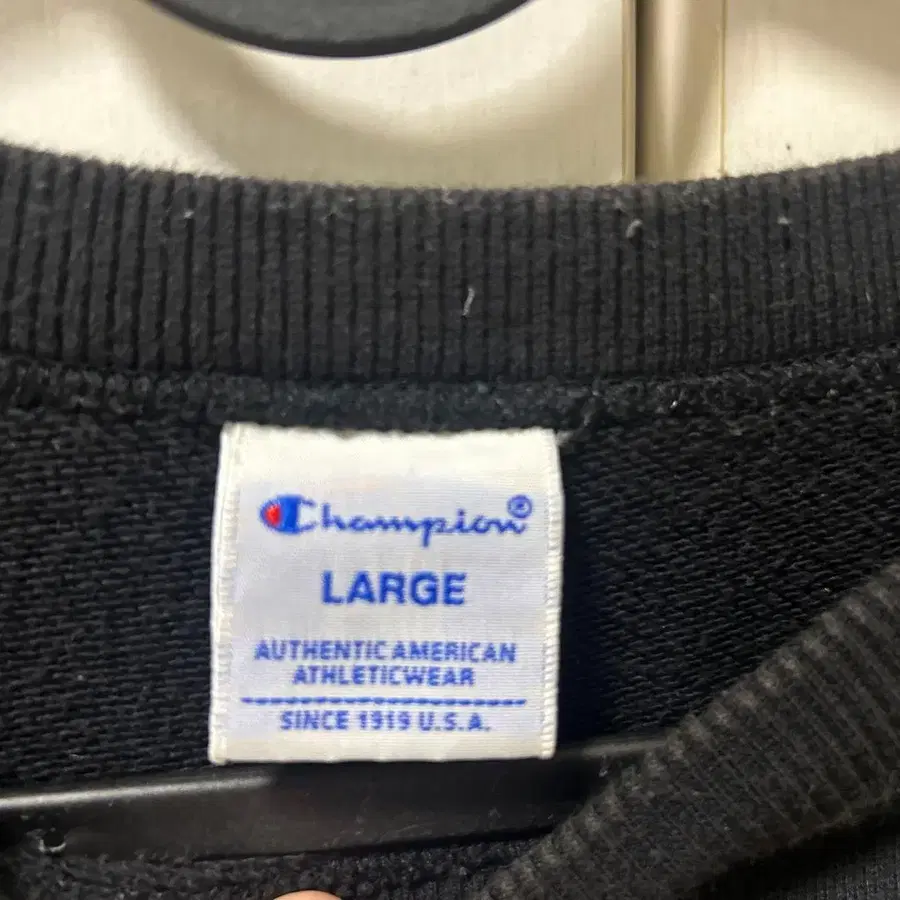 Champion®
LARGE
AUTHENTIC AMERICAN
ATHLETICWEAR
SINCE 1919 U.S.A.